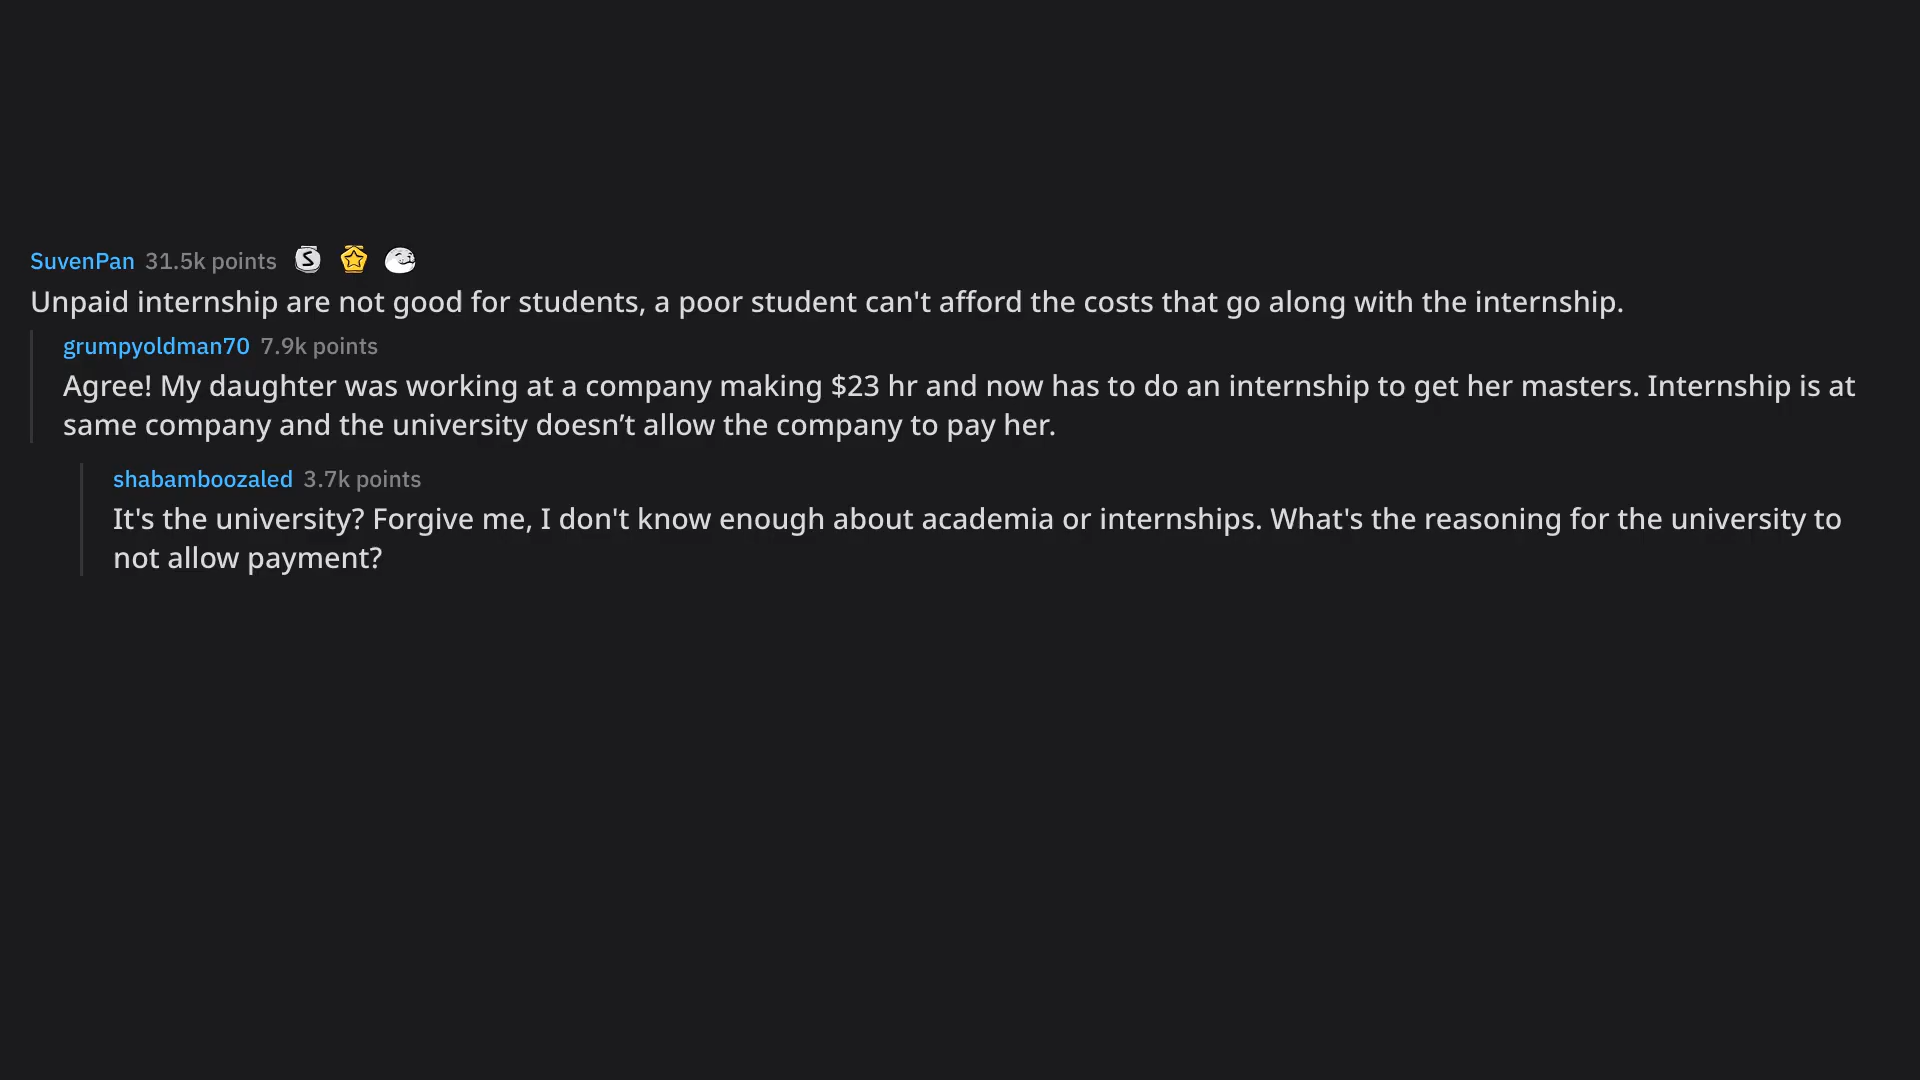 SuvenPan 31.5k points
Unpaid internship are not good for students, a poor student can't afford the costs that go along with the internship.
grumpyoldman70 7.9k points
Agree! My daughter was working at a company making $23 hr and now has to do an internship to get her masters. Internship is at
same company and the university doesn’t allow the company to pay her.
shabamboozaled 3.7k points
It's the university? Forgive me, I don't know enough about academia or internships. What's the reasoning for the university to
not allow payment?